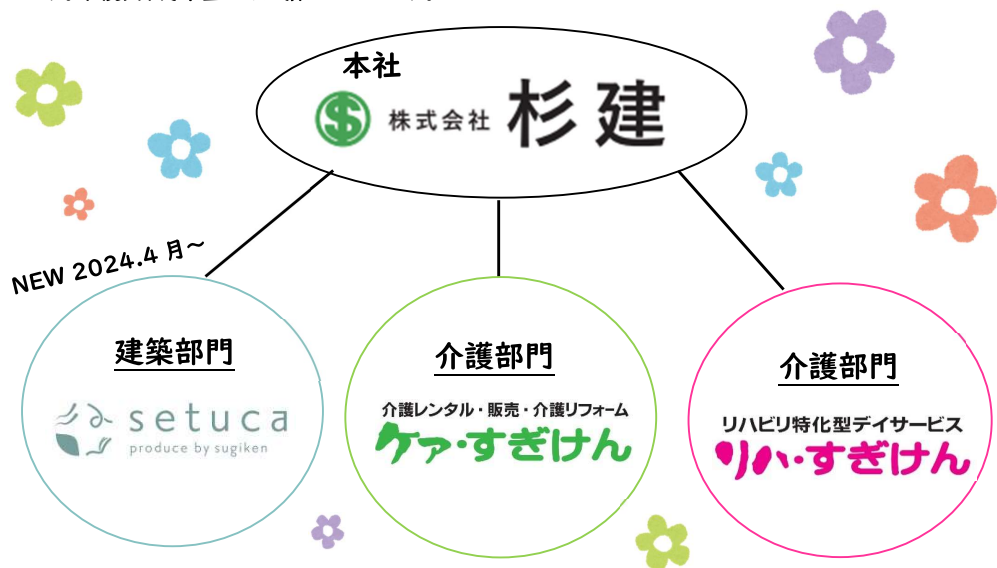 本社
株式会社 杉建
NEW 2024.4 月~
建築部門
setuca
produce by sugiken
介護部門
介護レンタル・販売・介護リフォーム
ケア・すぎけん
介護部門
リハビリ特化型デイサービス
リハ・すぎけん